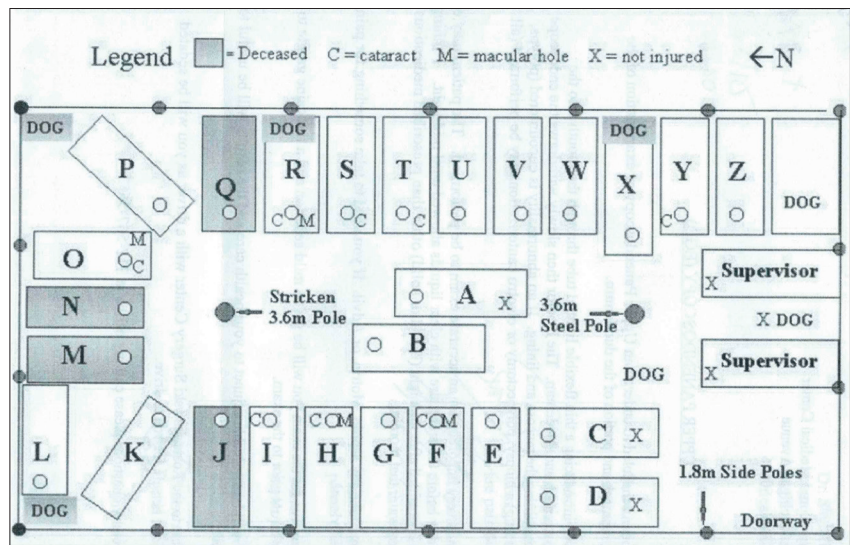 Legend = Deceased C = cataract M = macular hole X = not injured ←N
DOG P Q DOG R S T U V W DOG X Y Z DOG
C M C C C
O M C
N
M
Stricken
3.6m Pole
A X
B
3.6m
Steel Pole
X Supervisor
X DOG
X Supervisor
DOG
L DOG
K J I H G F E
C C M C M
C X
D X
1.8m Side Poles
Doorway